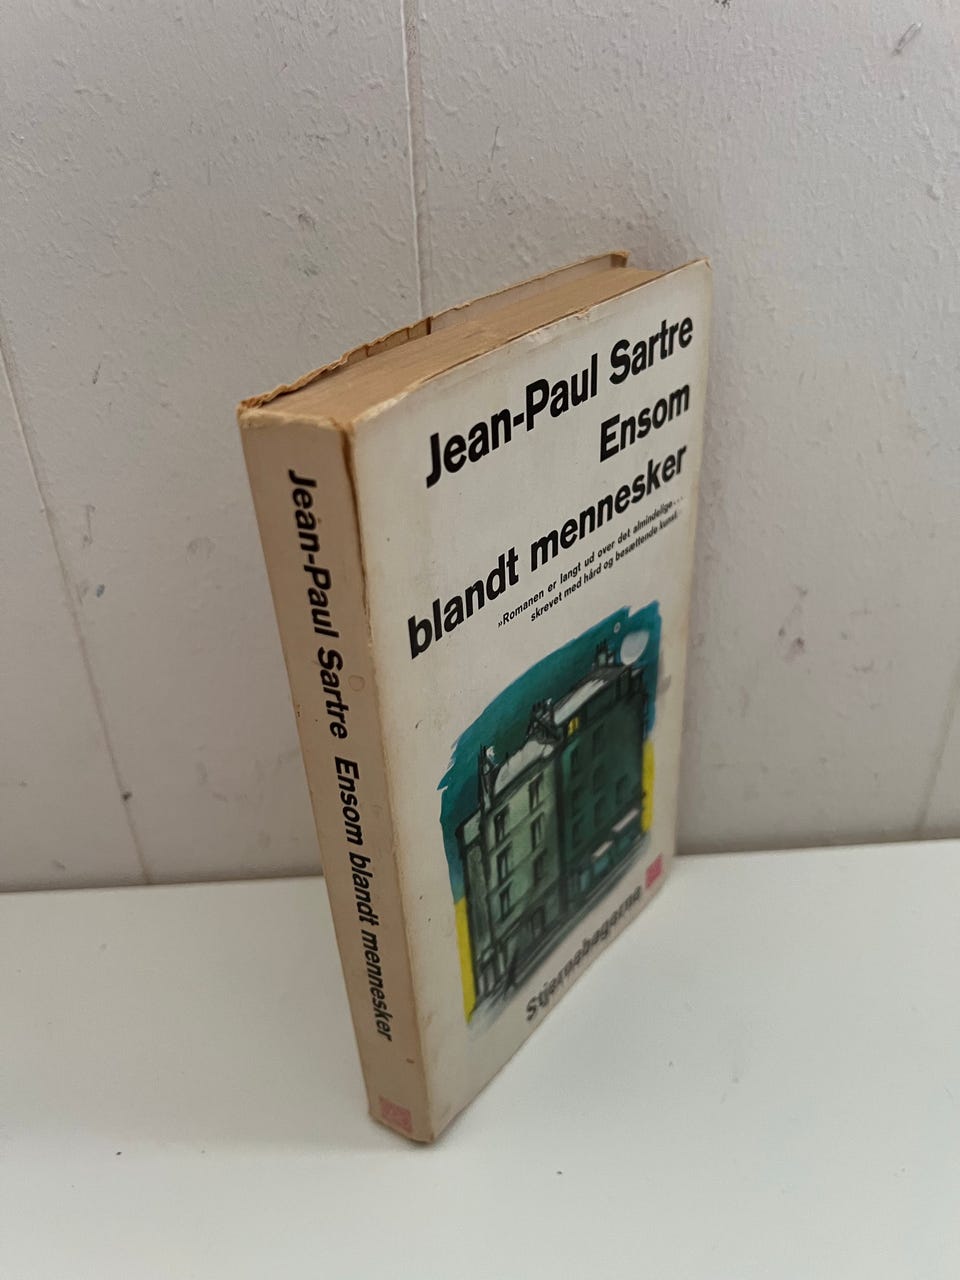 Jean-Paul Sartre
Ensom
blandt mennesker
»Romanen er langt ud over det almindelige...
skrevet med hård og besættende kunst.
Stjernebøgerne
Jean-Paul Sartre Ensom blandt mennesker